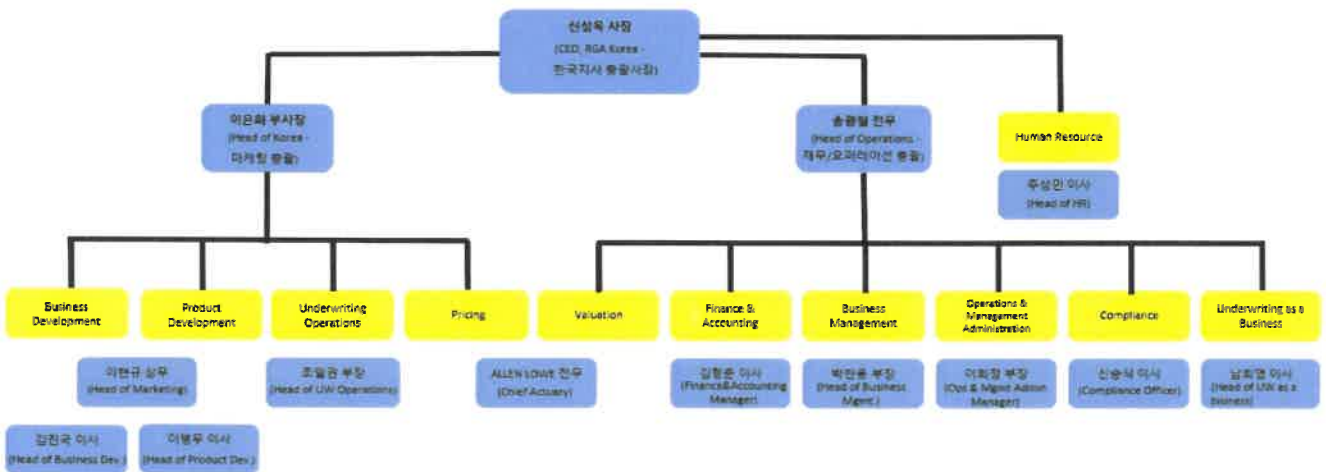 신성욱 사장
(CEO, RGA Korea -
한국지사 총괄사장)
이은화 부사장
(Head of Korea -
마케팅 총괄)
송광철 전무
(Head of Operations -
재무/오퍼레이션 총괄)
Human Resource
주상민 이사
(Head of HR)
Business
Development
Product
Development
Underwriting
Operations
Pricing
Valuation
Finance &
Accounting
Business
Management
Operations &
Management
Administration
Compliance
Underwriting as a
Business
이현규 상무
(Head of Marketing)
조일권 부장
(Head of UW Operations)
ALLEN LOWE 전무
(Chief Actuary)
김형준 이사
(Finance&Accounting
Manager)
부장
(Head of Business
Mgmt.)
이희정 부장
(Ops & Mgmt Admin
Manager)
신승식 이사
(Compliance Officer)
남희영 이사
(Head of UW as a
business)
김진국 이사
(Head of Business Dev.)
이병무 이사
(Head of Product Dev.)